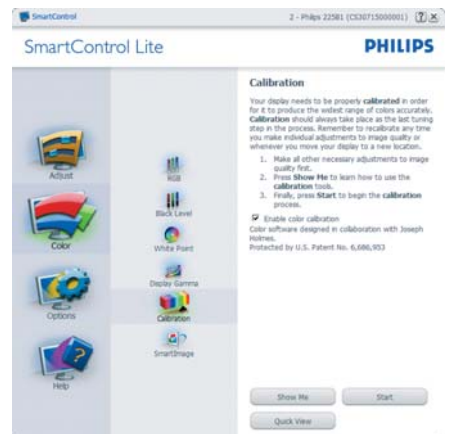 SmartControl
2 - Philips 225B1 (CS30715000001)
SmartControl Lite
PHILIPS
Adjust
Color
Options
Help
RGB
Black Level
White Point
Display Gamma
Calibration
SmartImage
Calibration
Your display needs to be properly calibrated in order
for it to produce the widest range of colors accurately.
Calibration should always take place as the last tuning
step in the process. Remember to recalibrate any time
you make individual adjustments to image quality or
whenever you move your display to a new location.
1. Make all other necessary adjustments to image
quality first.
2. Press Show Me to learn how to use the
calibration tools.
3. Finally, press Start to begin the calibration
process.
Enable color calibration
Color software designed in collaboration with Joseph
Holmes.
Protected by U.S. Patent No. 6,686,953
Show Me
Start
Quick View